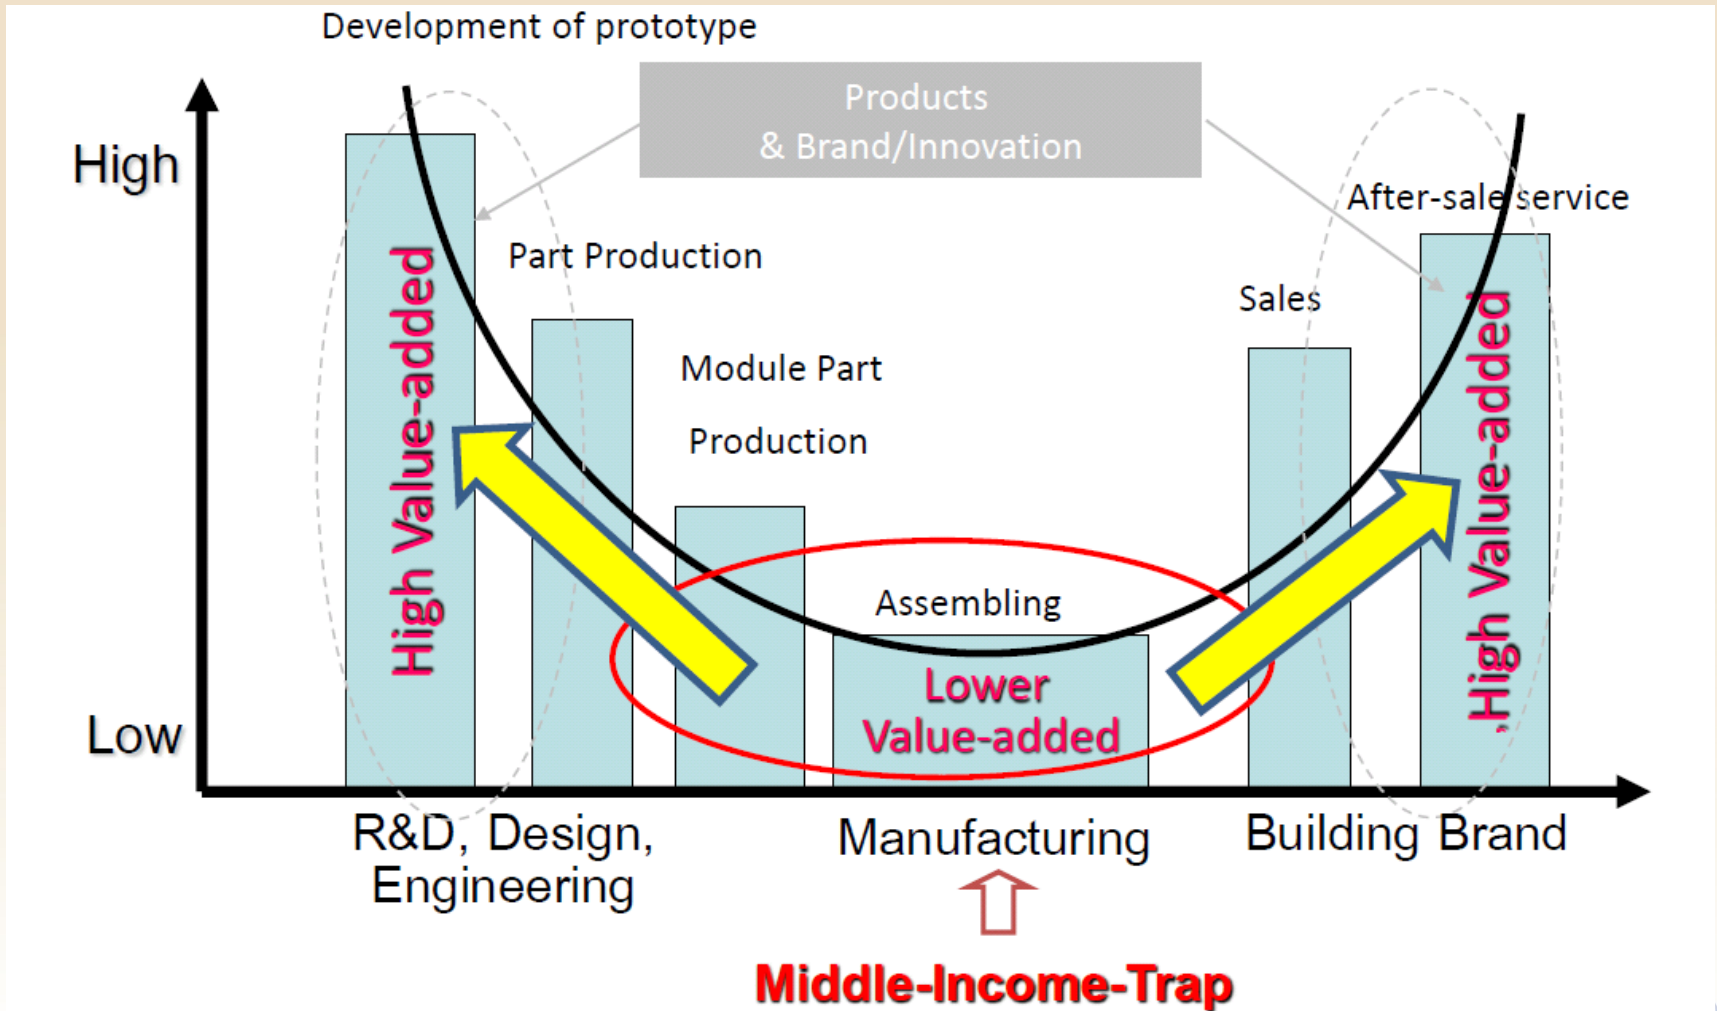 Development of prototype
Products
& Brand/Innovation
High
After-sale service
Part Production
Sales
Module Part
Production
High Value-added
,High Value-added
Assembling
Lower
Value-added
Low
R&D, Design,
Engineering
Manufacturing
Building Brand
Middle-Income-Trap